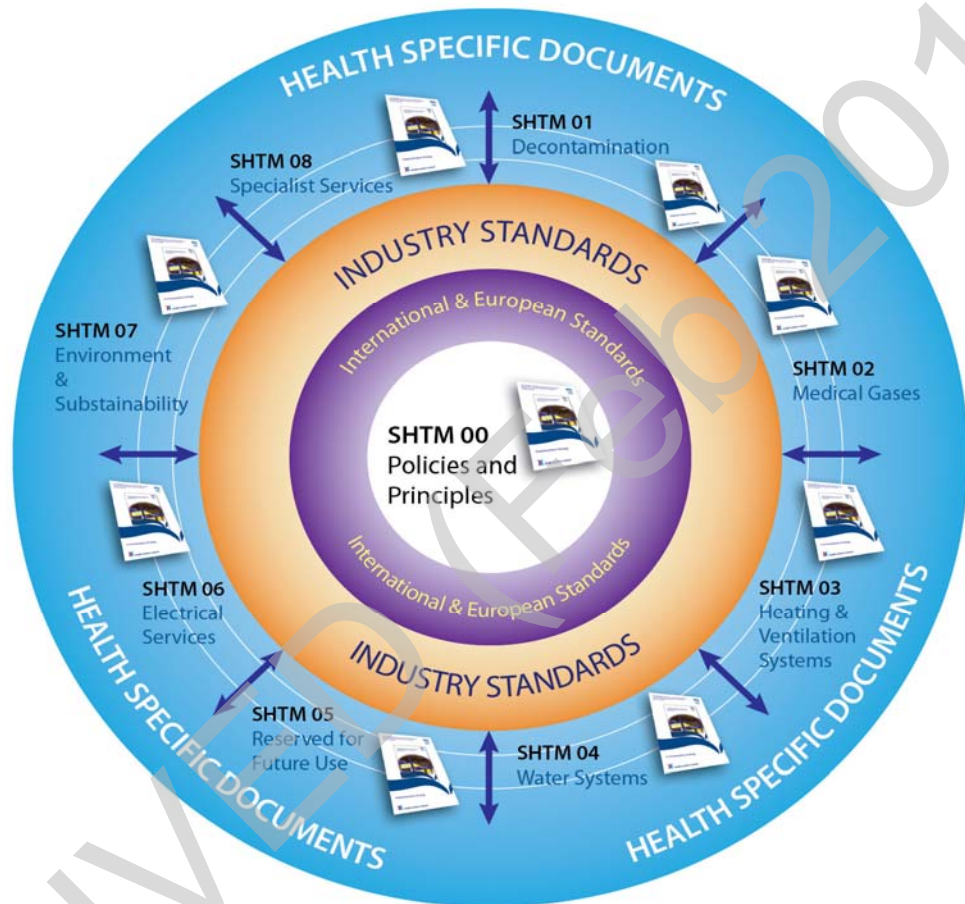 HEALTH SPECIFIC DOCUMENTS
SHTM 01
Decontamination
SHTM 08
Specialist Services
INDUSTRY STANDARDS
International & European Standards
SHTM 07
Environment
&
Substainability
SHTM 02
Medical Gases
SHTM 00
Policies and
Principles
International & European Standards
SHTM 06
Electrical
Services
SHTM 03
Heating &
Ventilation
Systems
INDUSTRY STANDARDS
SHTM 05
Reserved for
Future Use
SHTM 04
Water Systems
HEALTH SPECIFIC DOCUMENTS
HEALTH SPECIFIC DOCUMENTS
IVED (Feb 201